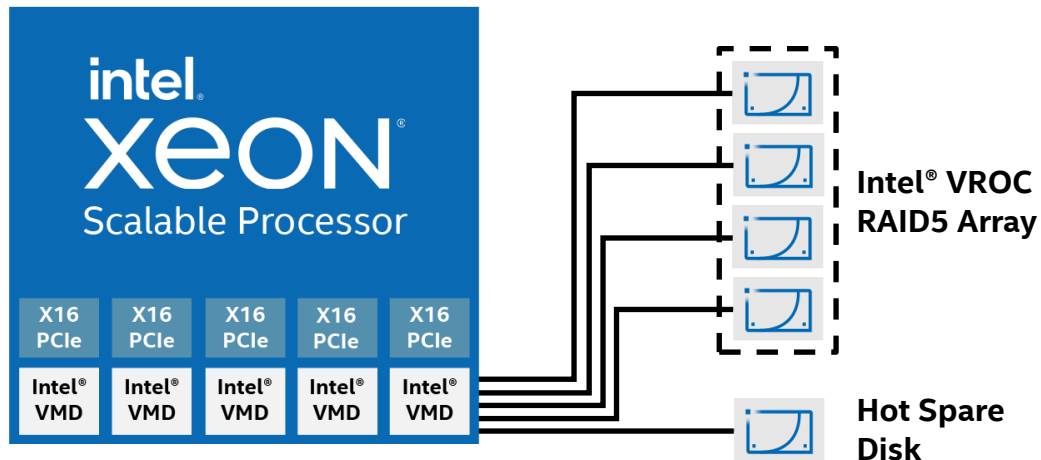 intel®
xeon®
Scalable Processor
X16 X16 X16 X16 X16
PCIe PCIe PCIe PCIe PCIe
Intel® Intel® Intel® Intel® Intel®
VMD VMD VMD VMD VMD
Intel® VROC
RAID5 Array
Hot Spare
Disk